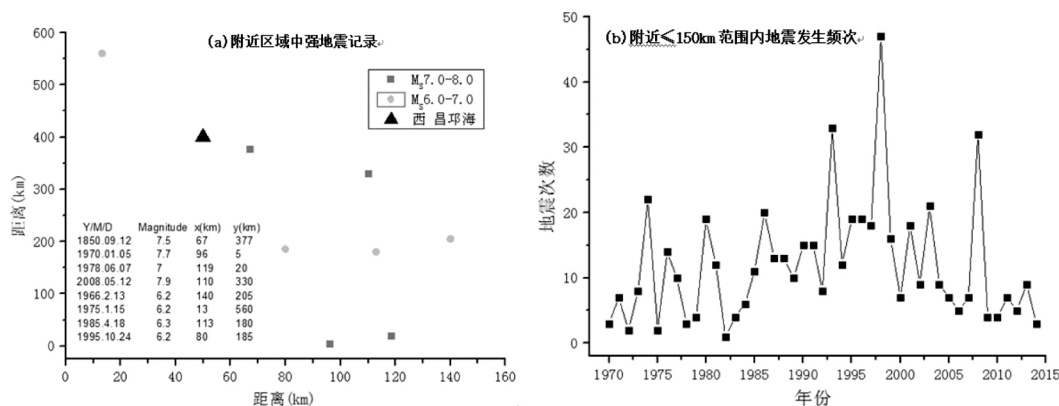 (a)附近区域中强地震记录
600
500
400
300
200
100
0
距离(km)
Ms7.0-8.0
Ms6.0-7.0
西 昌邛海
Y/M/D Magnitude x(km) y(km)
1850.09.12 7.5 67 377
1970.01.05 7.7 96 5
1978.06.07 7 119 20
2008.05.12 7.9 110 330
1966.2.13 6.2 140 205
1975.1.15 6.2 13 560
1985.4.18 6.3 113 180
1995.10.24 6.2 80 185
0 20 40 60 80 100 120 140 160
距离(km)
(b)附近≤150km 范围内地震发生频次
50
40
30
20
10
0
地震次数
1970 1975 1980 1985 1990 1995 2000 2005 2010 2015
年份